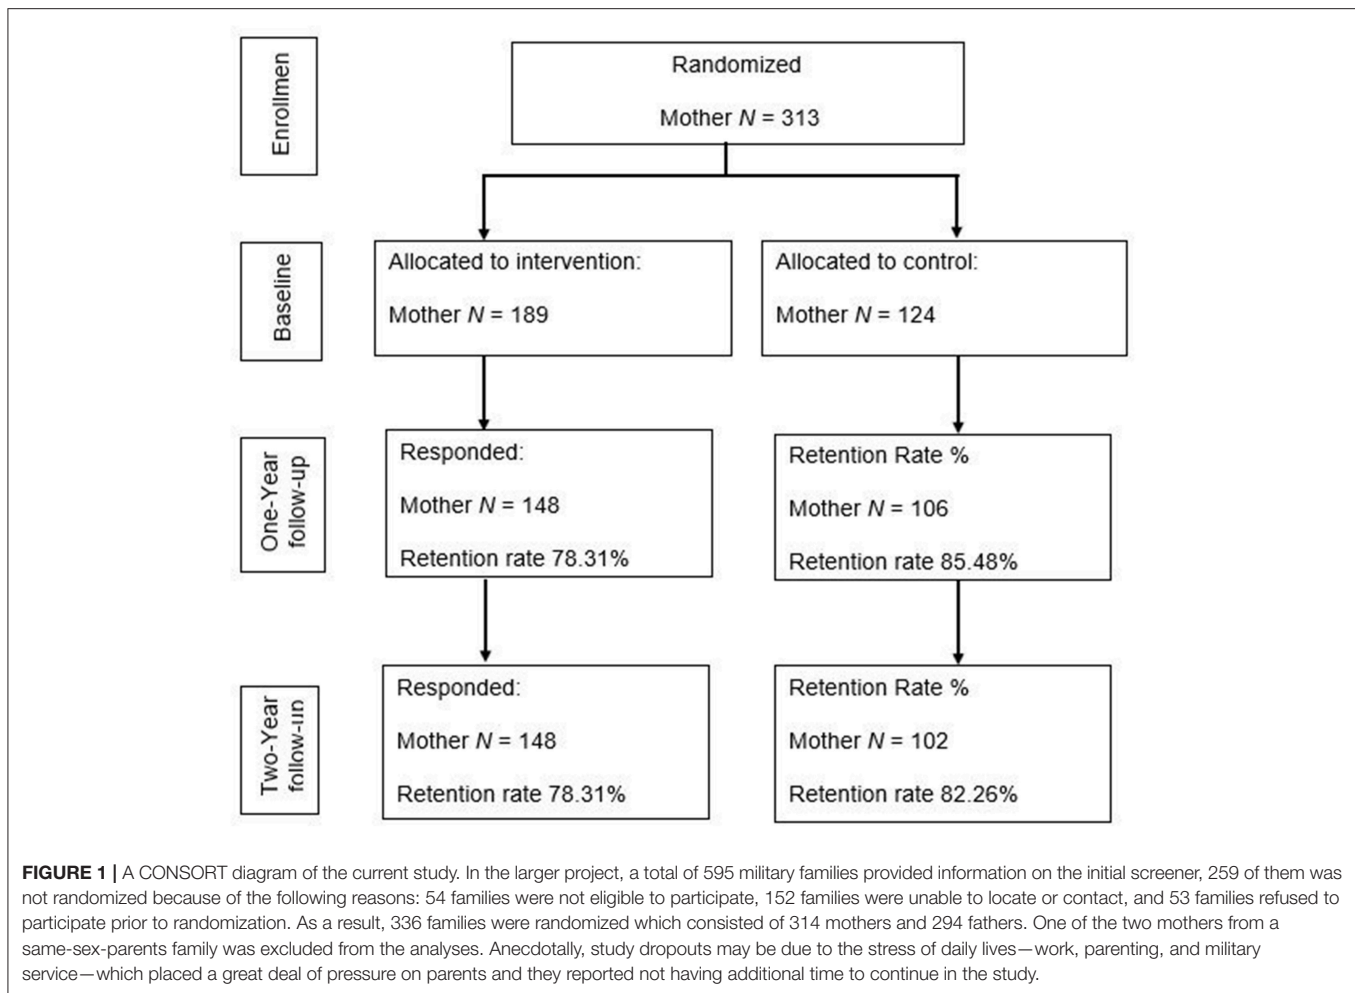 Enrollmen
Randomized
Mother N = 313
Baseline
Allocated to intervention:
Mother N = 189
Allocated to control:
Mother N = 124
One-Year
follow-up
Responded:
Mother N = 148
Retention rate 78.31%
Retention Rate %
Mother N = 106
Retention rate 85.48%
Two-Year
follow-up
Responded:
Mother N = 148
Retention rate 78.31%
Retention Rate %
Mother N = 102
Retention rate 82.26%
FIGURE 1 | A CONSORT diagram of the current study. In the larger project, a total of 595 military families provided information on the initial screener, 259 of them was
not randomized because of the following reasons: 54 families were not eligible to participate, 152 families were unable to locate or contact, and 53 families refused to
participate prior to randomization. As a result, 336 families were randomized which consisted of 314 mothers and 294 fathers. One of the two mothers from a
same-sex-parents family was excluded from the analyses. Anecdotally, study dropouts may be due to the stress of daily lives—work, parenting, and military
service—which placed a great deal of pressure on parents and they reported not having additional time to continue in the study.